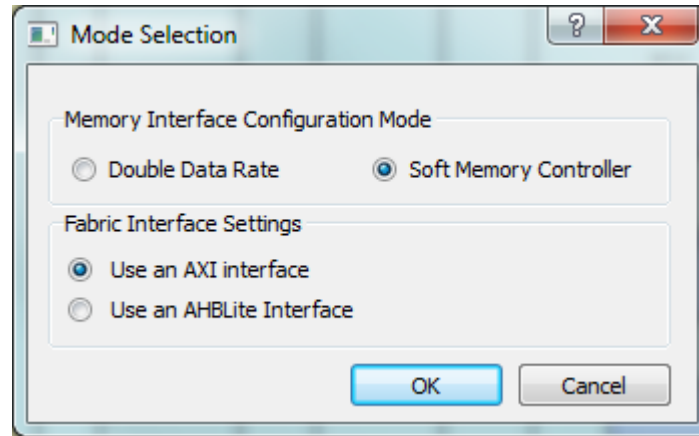 Mode Selection
Memory Interface Configuration Mode
Double Data Rate Soft Memory Controller
Fabric Interface Settings
Use an AXI interface
Use an AHBLite Interface
OK Cancel